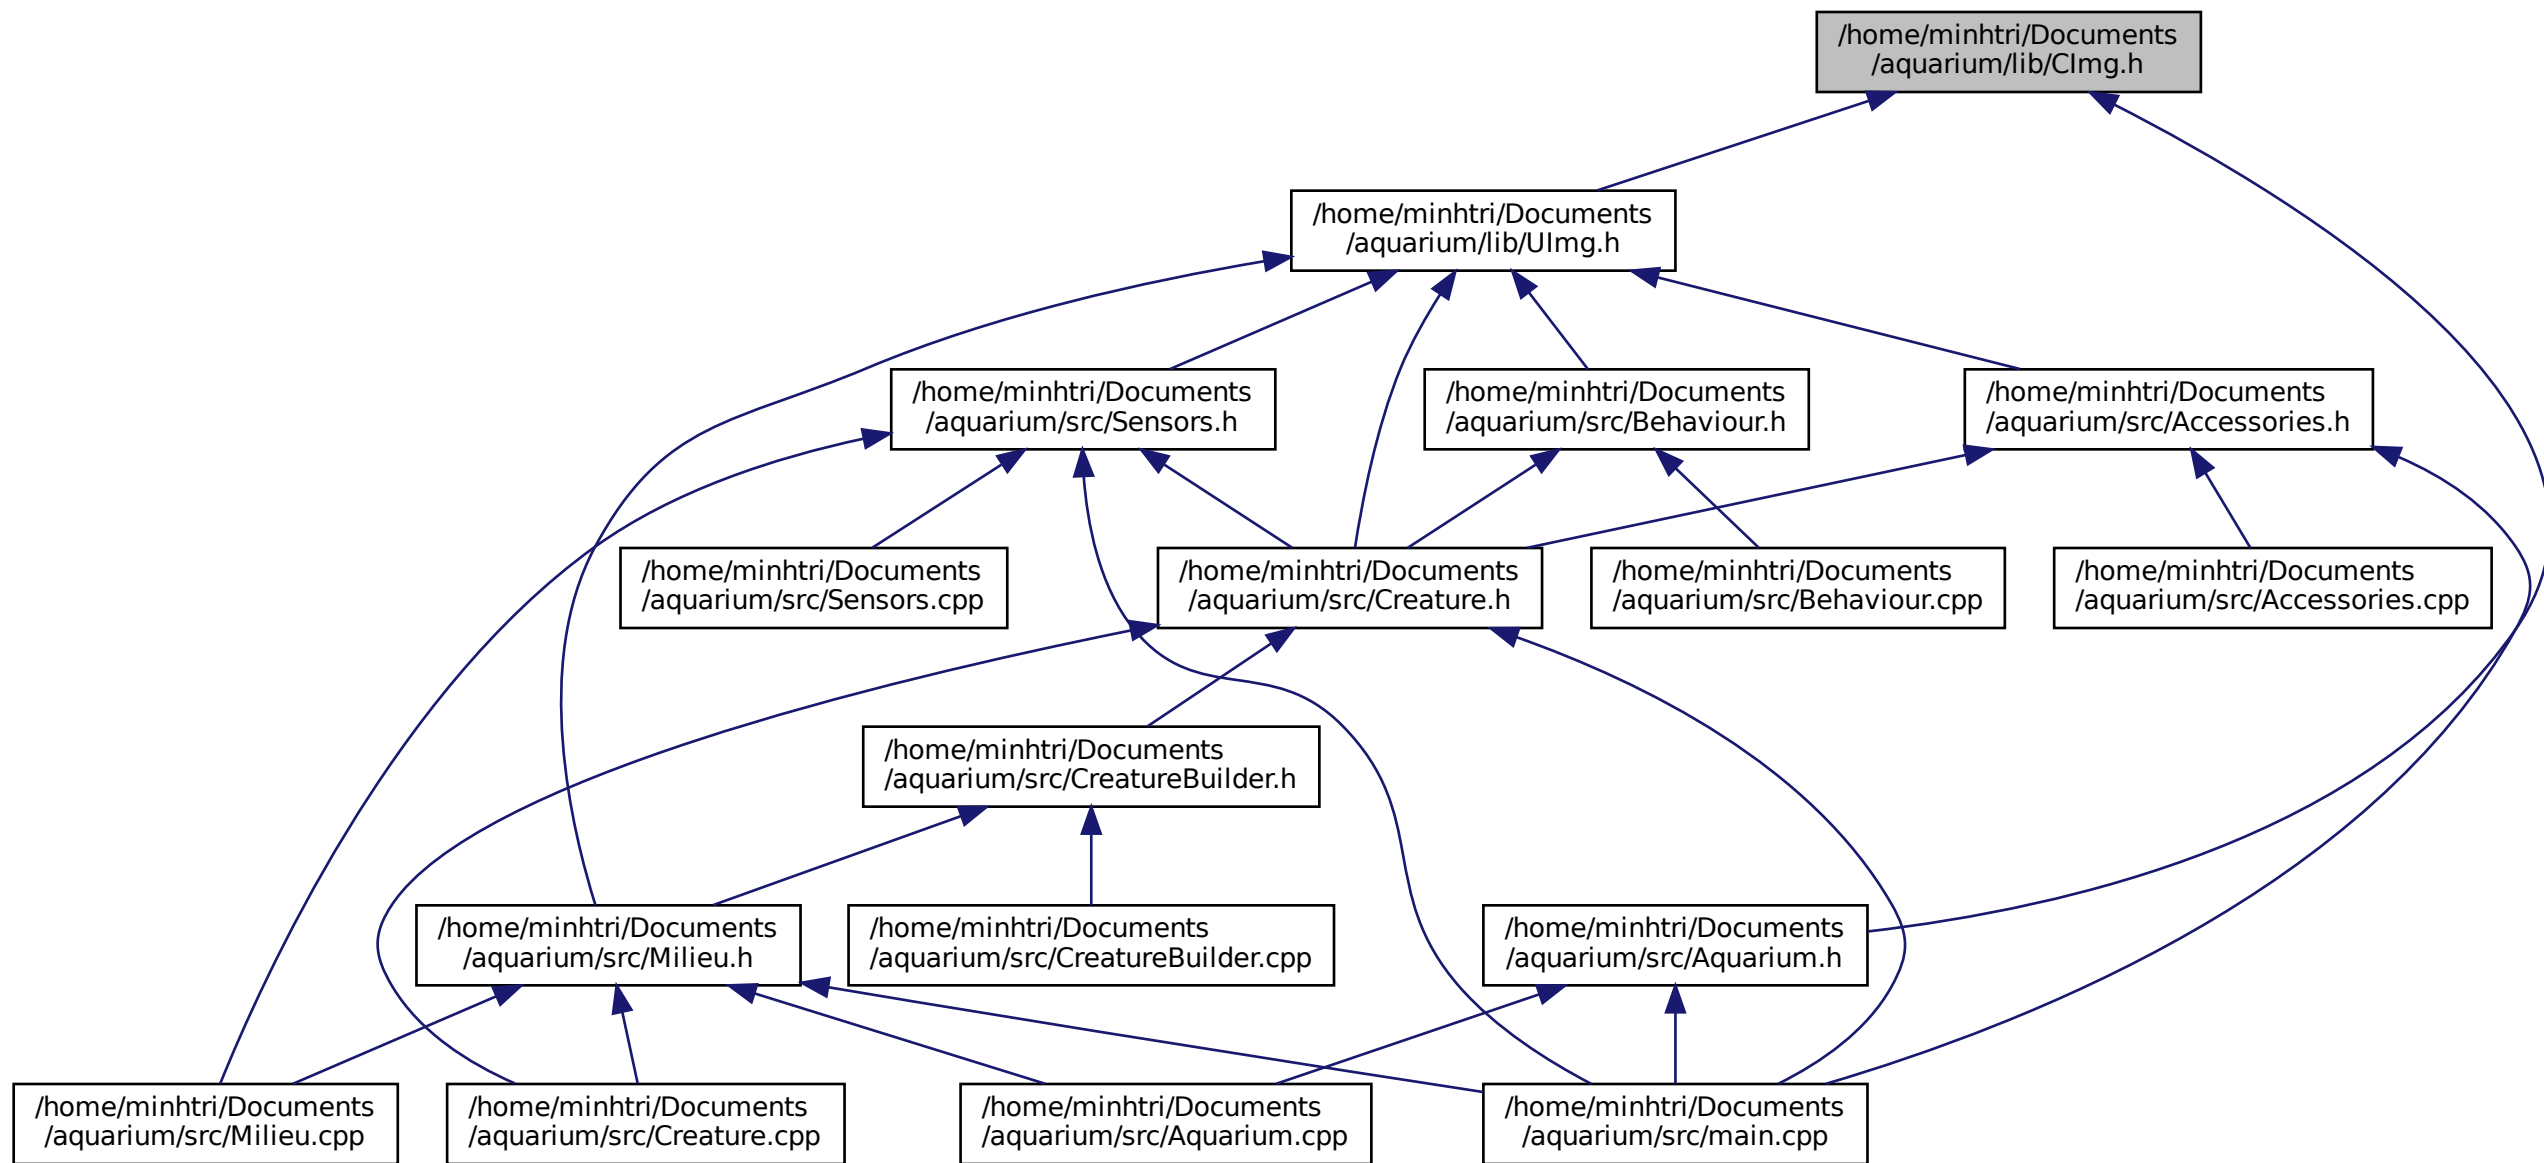 /home/minhtri/Documents
/aquarium/lib/CImg.h
/home/minhtri/Documents
/aquarium/lib/UImg.h
/home/minhtri/Documents
/aquarium/src/Sensors.h
/home/minhtri/Documents
/aquarium/src/Behaviour.h
/home/minhtri/Documents
/aquarium/src/Accessories.h
/home/minhtri/Documents
/aquarium/src/Sensors.cpp
/home/minhtri/Documents
/aquarium/src/Creature.h
/home/minhtri/Documents
/aquarium/src/Behaviour.cpp
/home/minhtri/Documents
/aquarium/src/Accessories.cpp
/home/minhtri/Documents
/aquarium/src/CreatureBuilder.h
/home/minhtri/Documents
/aquarium/src/Milieu.h
/home/minhtri/Documents
/aquarium/src/CreatureBuilder.cpp
/home/minhtri/Documents
/aquarium/src/Aquarium.h
/home/minhtri/Documents
/aquarium/src/Milieu.cpp
/home/minhtri/Documents
/aquarium/src/Creature.cpp
/home/minhtri/Documents
/aquarium/src/Aquarium.cpp
/home/minhtri/Documents
/aquarium/src/main.cpp